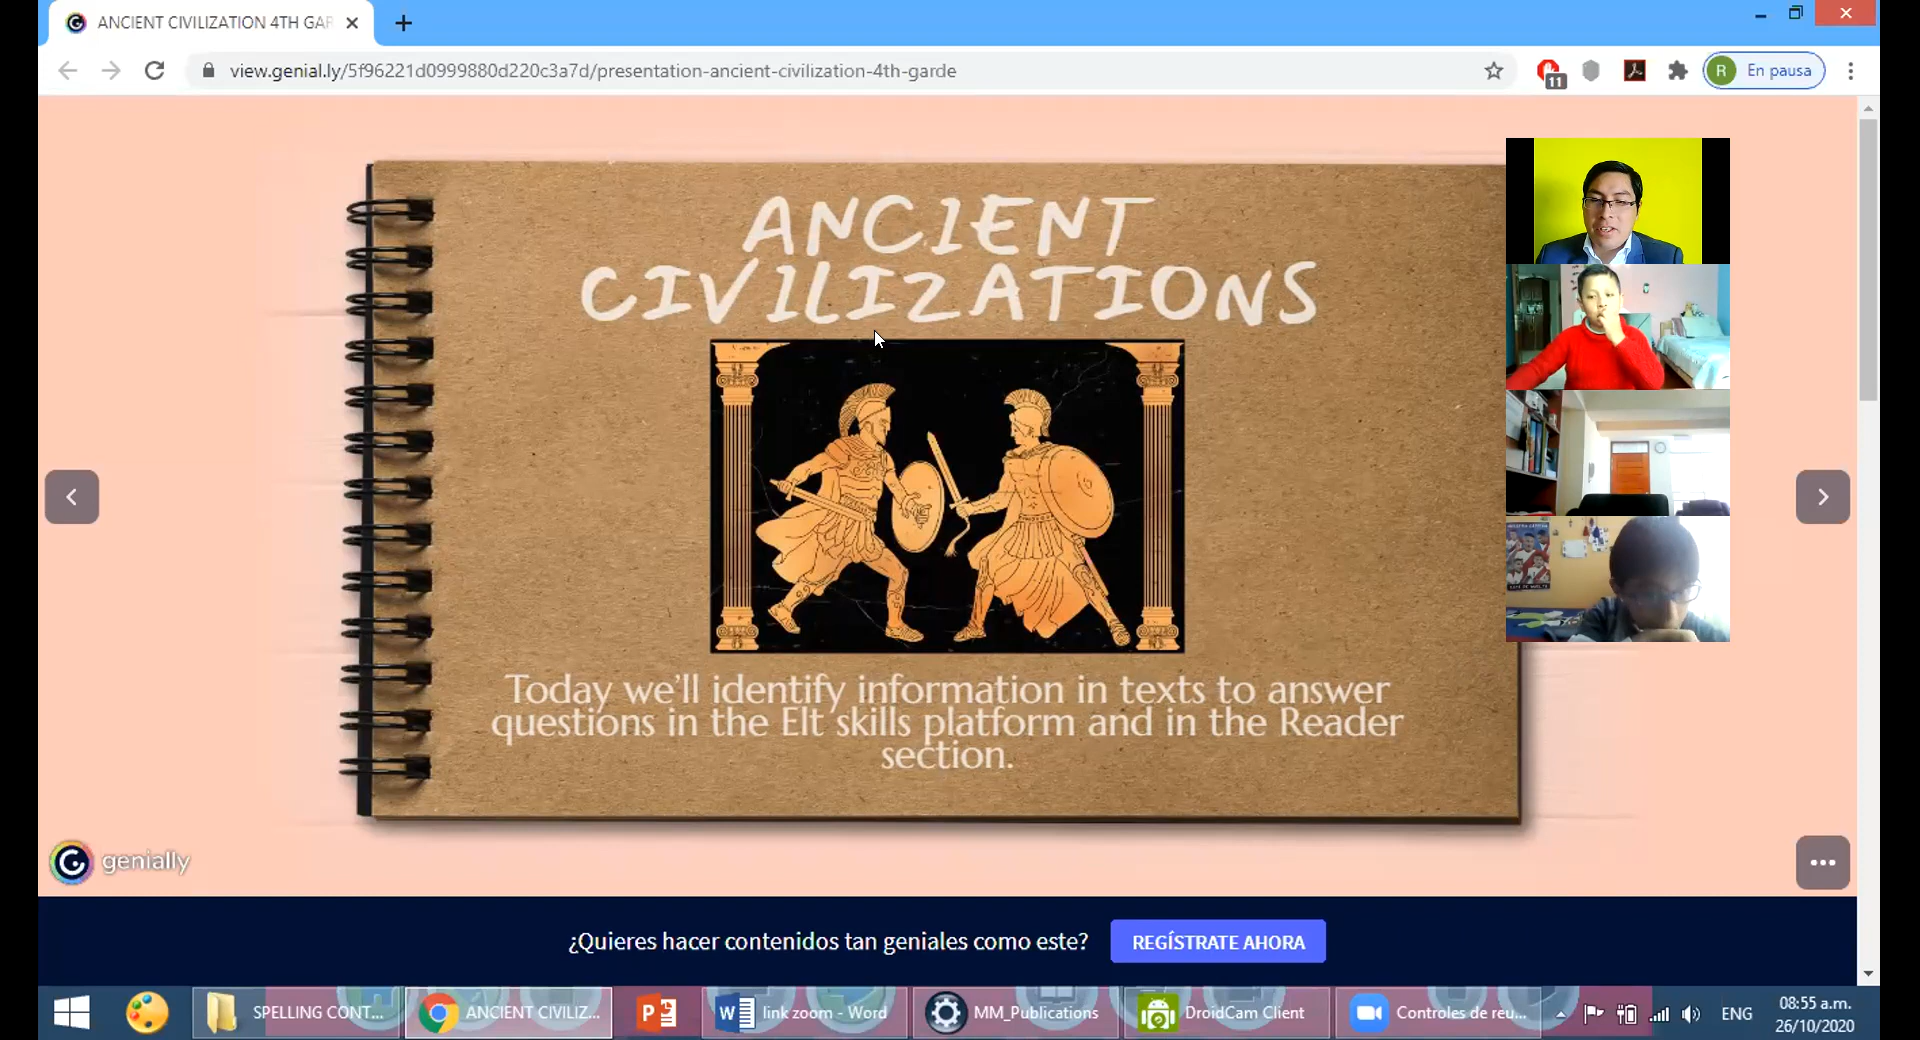 ANCIENT CIVILIZATION 4TH GAR
view.genial.ly/5f96221d0999880d220c3a7d/presentation-ancient-civilization-4th-garde
11
R
En pausa
ANCIENT
CIVILIZATIONS
Today we'll identify information in texts to answer
questions in the Elt skills platform and in the Reader
section.
genially
¿Quieres hacer contenidos tan geniales como este?
REGÍSTRATE AHORA
SPELLING CONT...
ANCIENT CIVILIZ...
link zoom - Word
MM_Publications
DroidCam Client
Controles de reu...
ENG
08:55 a.m.
26/10/2020